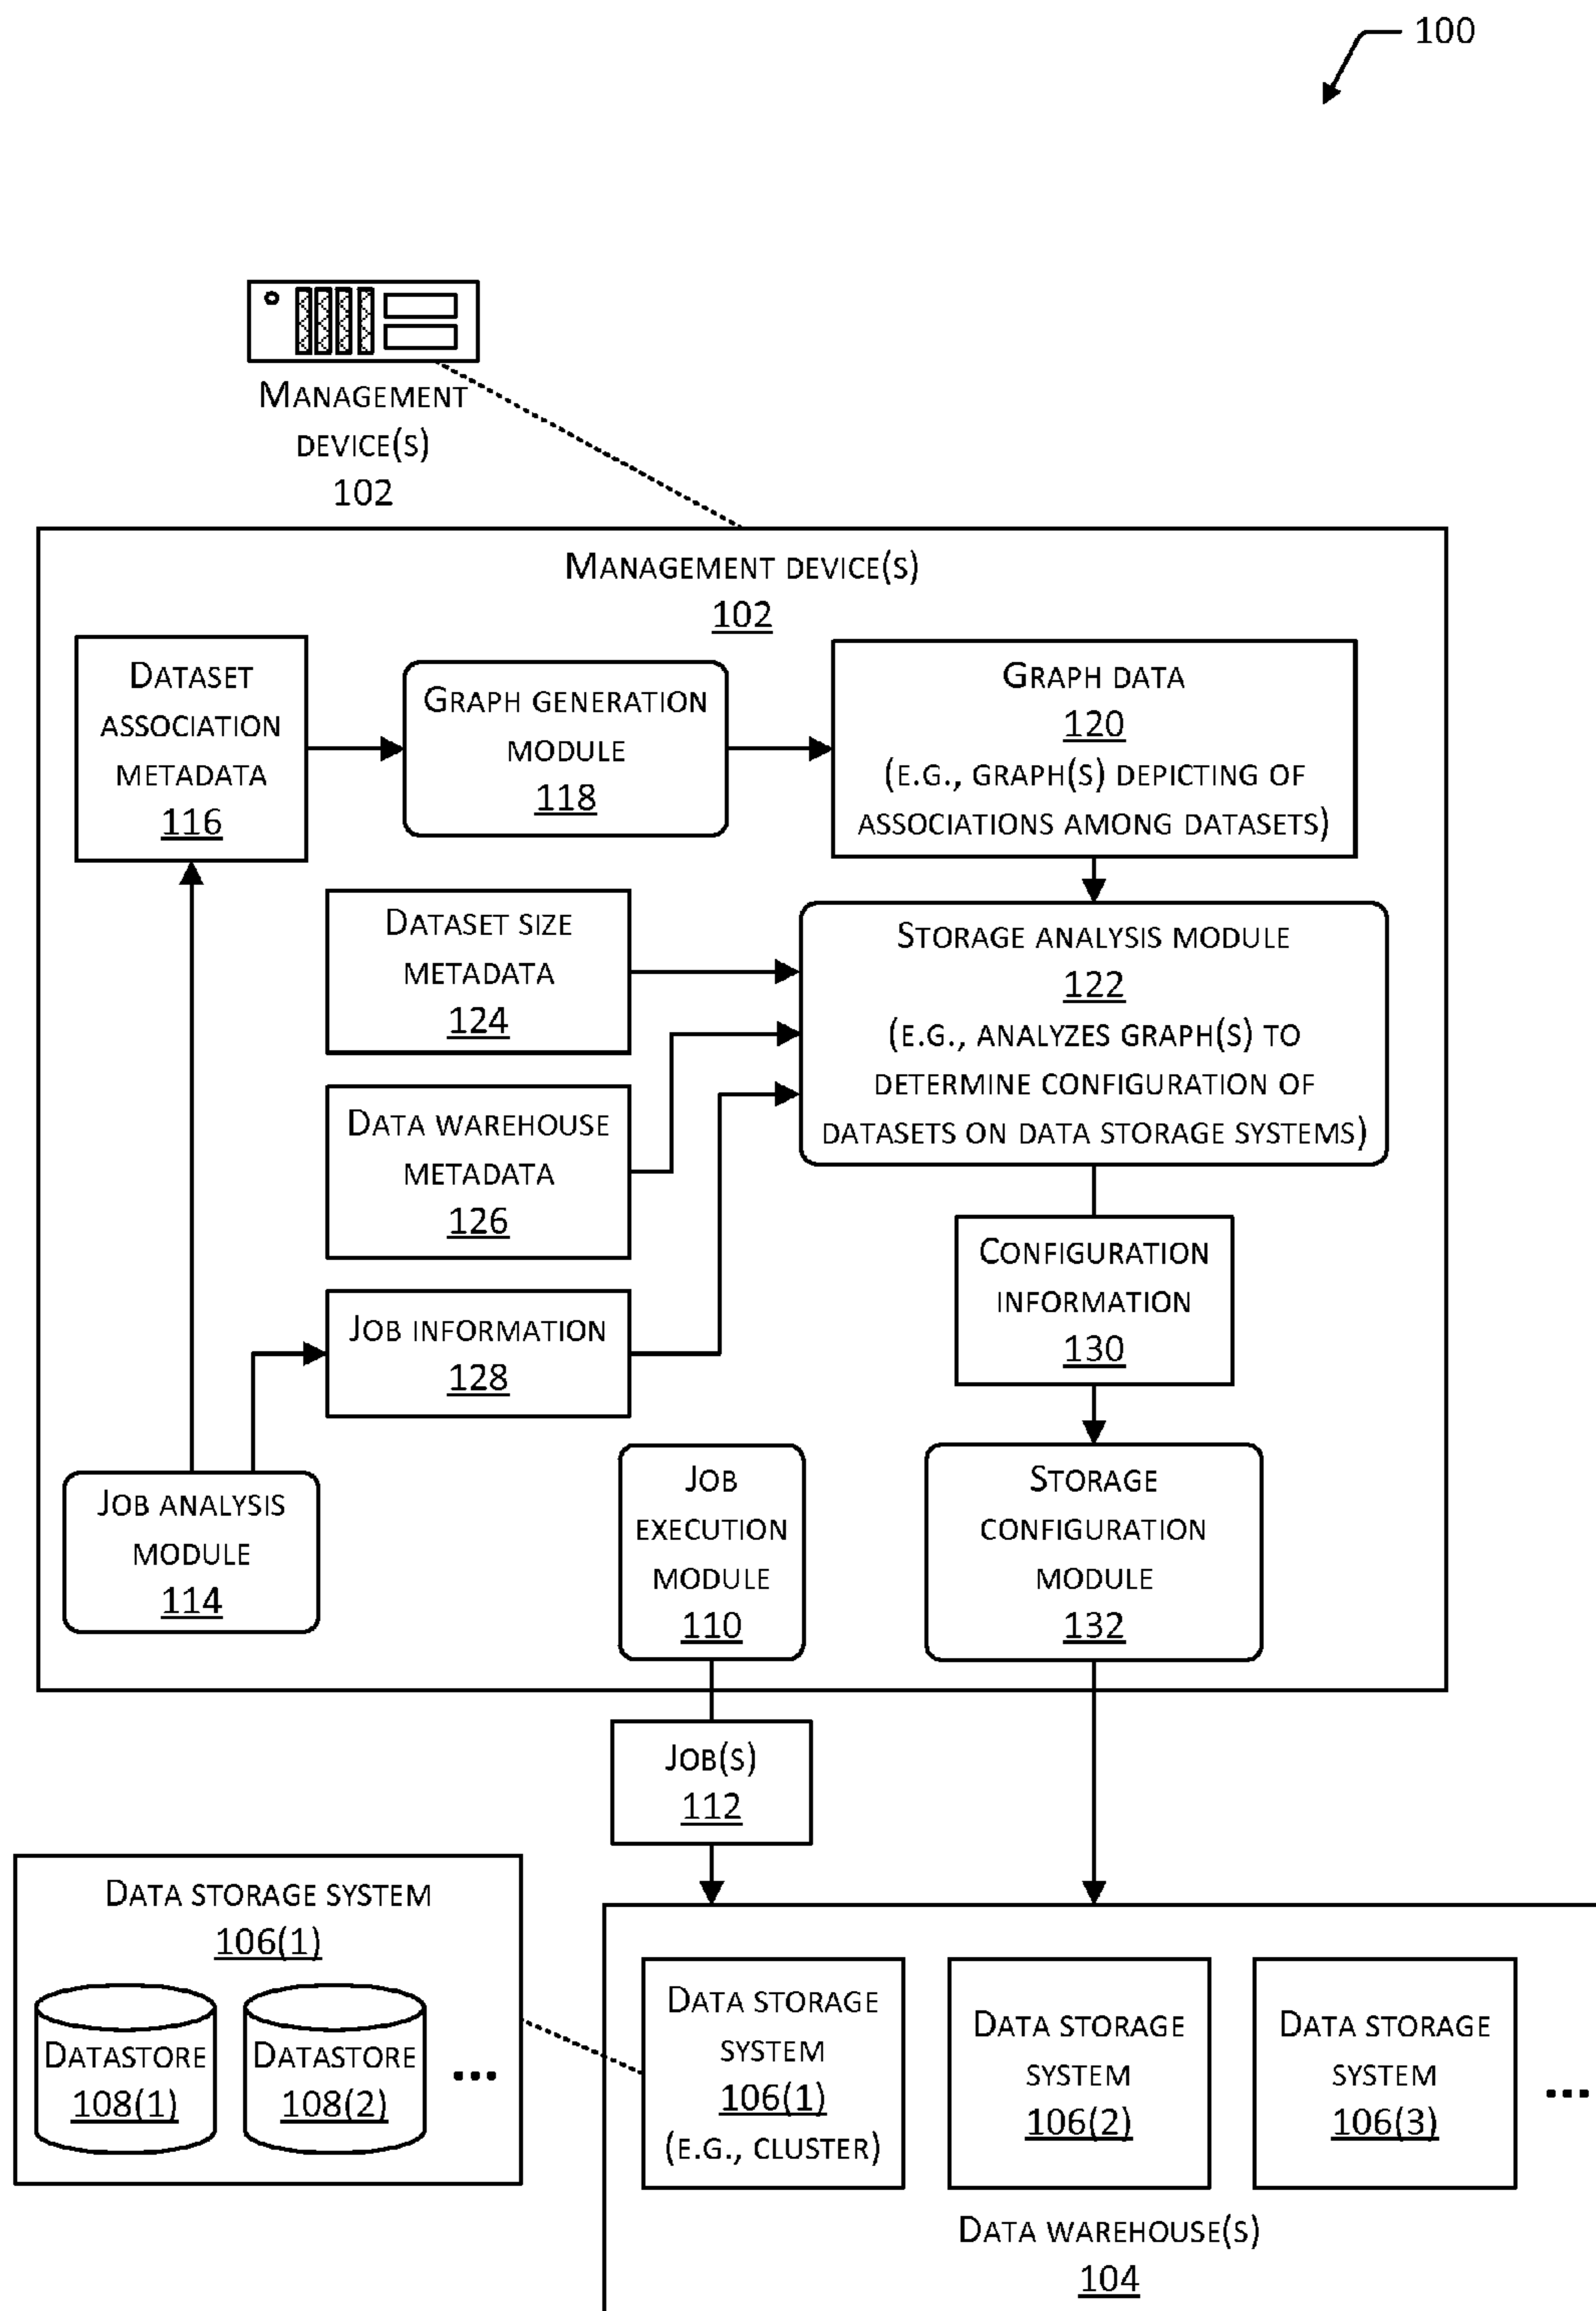 100
Management
device(s)
102
Management device(s)
102
Dataset
association
metadata
116
Graph generation
module
118
Graph data
120
(e.g., graph(s) depicting of
associations among datasets)
Dataset size
metadata
124
Storage analysis module
122
(e.g., analyzes graph(s) to
determine configuration of
datasets on data storage systems)
Data warehouse
metadata
126
Configuration
information
130
Job information
128
Job analysis
module
114
Job
execution
module
110
Storage
configuration
module
132
Job(s)
112
Data storage system
106(1)
Datastore
108(1)
Datastore
108(2)
...
Data storage
system
106(1)
(e.g., cluster)
Data storage
system
106(2)
Data storage
system
106(3)
...
Data warehouse(s)
104